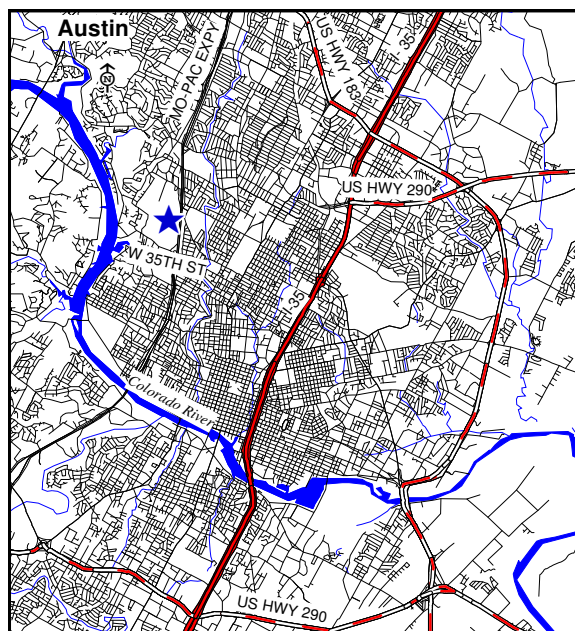 Austin
N
MO-PAC EXPY
US HWY 183
35
US HWY 290
W 35TH ST
I-35
Colorado River
US HWY 290